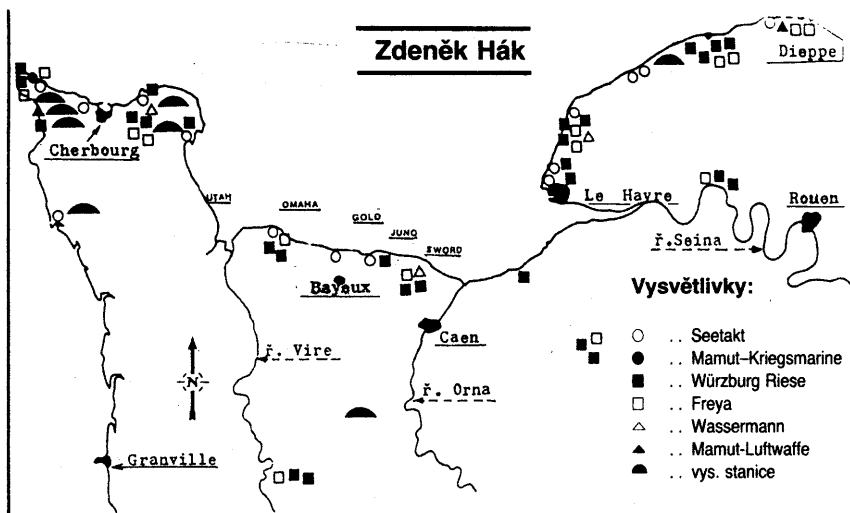 Zdeněk Hák
Dieppe
Cherbourg
Le Havre
UTAH
OMAHA
GOLD
JUNO
SWORD
Rouen
ř.Seina
Bayeux
Caen
ř. Vire
ř. Orna
N
Granville
Vysvětlivky:
.. Seetakt
.. Mamut–Kriegsmarine
.. Würzburg Riese
.. Freya
.. Wassermann
.. Mamut-Luftwaffe
.. vys. stanice